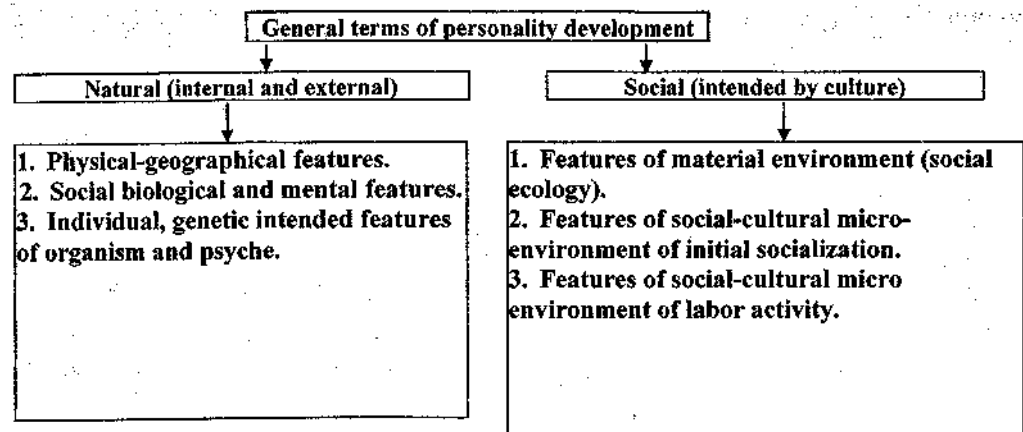 General terms of personality development
Natural (internal and external)
Social (intended by culture)
1. Physical-geographical features.
2. Social biological and mental features.
3. Individual, genetic intended features
of organism and psyche.
1. Features of material environment (social
ecology).
2. Features of social-cultural micro-
environment of initial socialization.
3. Features of social-cultural micro
environment of labor activity.